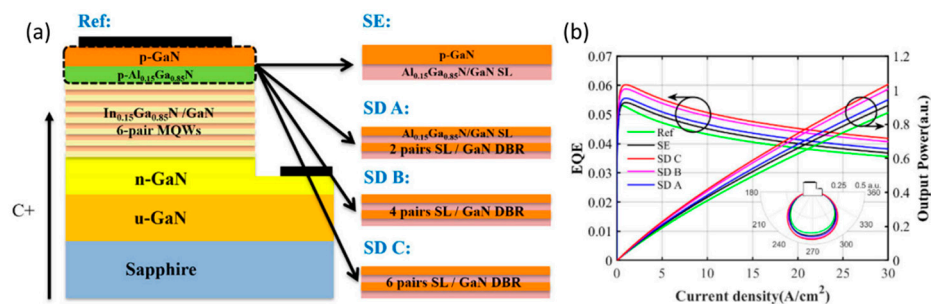 (a)
Ref:
p-GaN
p-Al0.15Ga0.85N
In0.15Ga0.85N /GaN
6-pair MQWs
n-GaN
u-GaN
Sapphire
C+
SE:
p-GaN
Al0.15Ga0.85N/GaN SL
SD A:
Al0.15Ga0.85N/GaN SL
2 pairs SL / GaN DBR
SD B:
4 pairs SL / GaN DBR
SD C:
6 pairs SL / GaN DBR
(b)
EQE
0.07
0.06
0.05
0.04
0.03
0.02
0.01
0
Ref
SE
SD C
SD B
SD A
0 5 10 15 20 25 30
Current density(A/cm2)
1.2
1
0.8
0.6
0.4
0.2
0
Output Power(a.u.)
0.25 0.5 a.u.
180 360
210 330
240 300
270